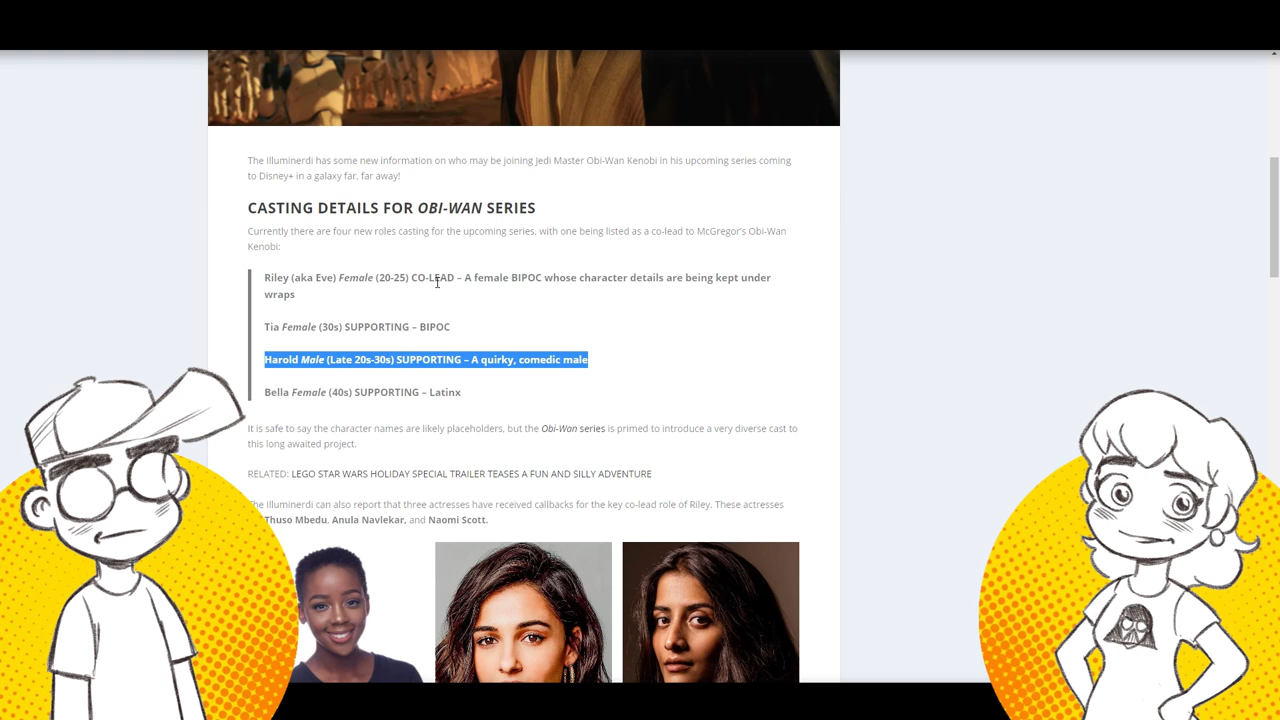 The Illuminerdi has some new information on who may be joining Jedi Master Obi-Wan Kenobi in his upcoming series coming
to Disney+ in a galaxy far, far away!
CASTING DETAILS FOR OBI-WAN SERIES
Currently there are four new roles casting for the upcoming series, with one being listed as a co-lead to McGregor's Obi-Wan
Kenobi:
Riley (aka Eve) Female (20-25) CO-LEAD – A female BIPOC whose character details are being kept under
wraps
Tia Female (30s) SUPPORTING – BIPOC
Harold Male (Late 20s-30s) SUPPORTING – A quirky, comedic male
Bella Female (40s) SUPPORTING – Latinx
It is safe to say the character names are likely placeholders, but the Obi-Wan series is primed to introduce a very diverse cast to
this long awaited project.
RELATED: LEGO STAR WARS HOLIDAY SPECIAL TRAILER TEASES A FUN AND SILLY ADVENTURE
The Illuminerdi can also report that three actresses have received callbacks for the key co-lead role of Riley. These actresses
Thuso Mbedu, Anula Navlekar, and Naomi Scott.